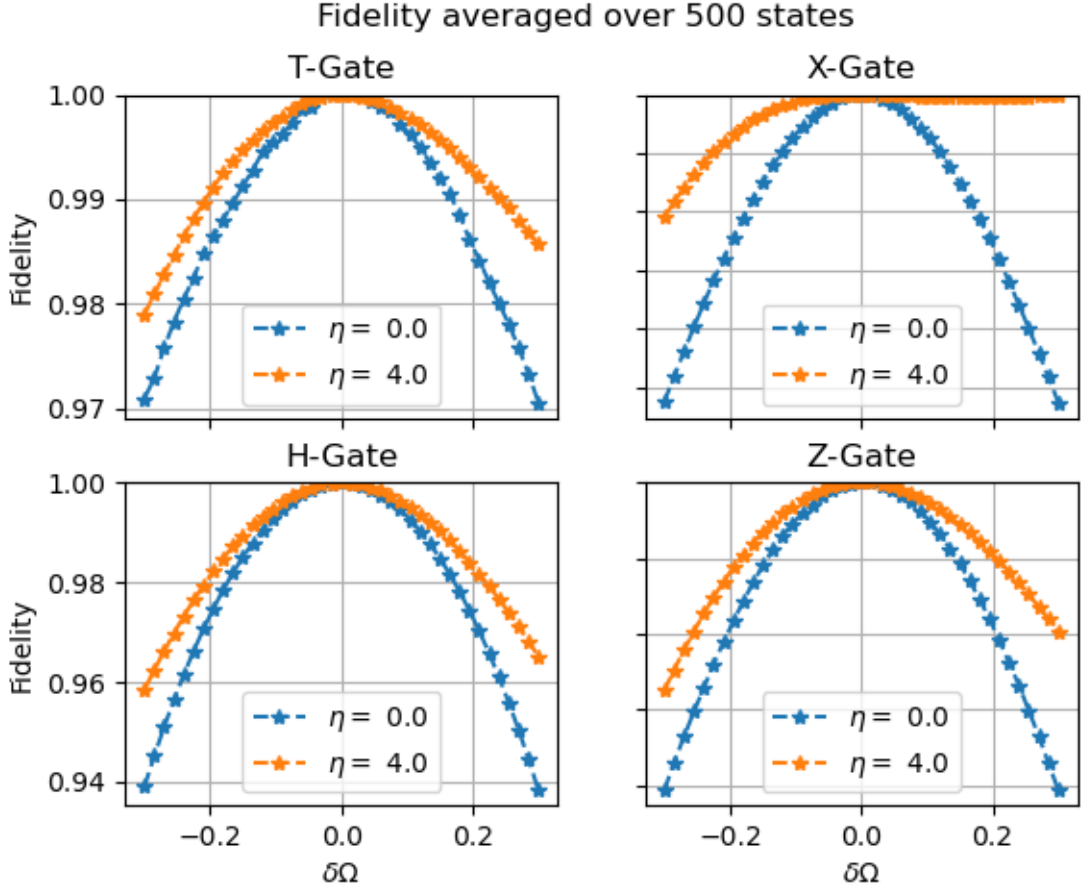 Fidelity averaged over 500 states
T-Gate
X-Gate
1.00
0.99
0.98
0.97
Fidelity
η = 0.0
η = 4.0
η = 0.0
η = 4.0
H-Gate
Z-Gate
1.00
0.98
0.96
0.94
Fidelity
η = 0.0
η = 4.0
η = 0.0
η = 4.0
−0.2
0.0
0.2
−0.2
0.0
0.2
δΩ
δΩ